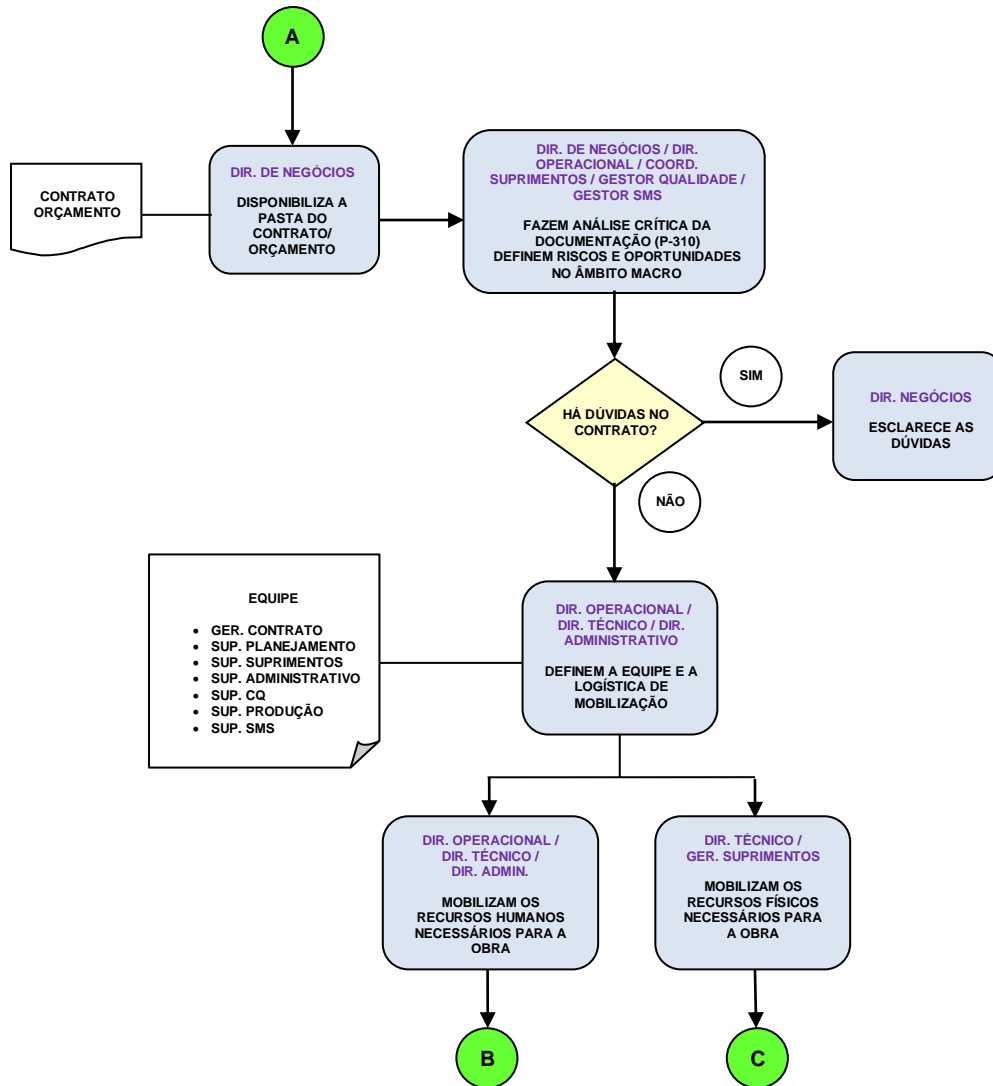 A
CONTRATO
ORÇAMENTO
DIR. DE NEGÓCIOS
DISPONIBILIZA A
PASTA DO
CONTRATO/
ORÇAMENTO
DIR. DE NEGÓCIOS / DIR.
OPERACIONAL / COORD.
SUPRIMENTOS / GESTOR QUALIDADE /
GESTOR SMS
FAZEM ANÁLISE CRÍTICA DA
DOCUMENTAÇÃO (P-310)
DEFINEM RISCOS E OPORTUNIDADES
NO ÂMBITO MACRO
HÁ DÚVIDAS NO
CONTRATO?
SIM
DIR. NEGÓCIOS
ESCLARECE AS
DÚVIDAS
NÃO
EQUIPE
• GER. CONTRATO
• SUP. PLANEJAMENTO
• SUP. SUPRIMENTOS
• SUP. ADMINISTRATIVO
• SUP. CQ
• SUP. PRODUÇÃO
• SUP. SMS
DIR. OPERACIONAL /
DIR. TÉCNICO / DIR.
ADMINISTRATIVO
DEFINEM A EQUIPE E A
LOGÍSTICA DE
MOBILIZAÇÃO
DIR. OPERACIONAL /
DIR. TÉCNICO /
DIR. ADMIN.
MOBILIZAM OS
RECURSOS HUMANOS
NECESSÁRIOS PARA A
OBRA
DIR. TÉCNICO /
GER. SUPRIMENTOS
MOBILIZAM OS
RECURSOS FÍSICOS
NECESSÁRIOS PARA
A OBRA
B
C